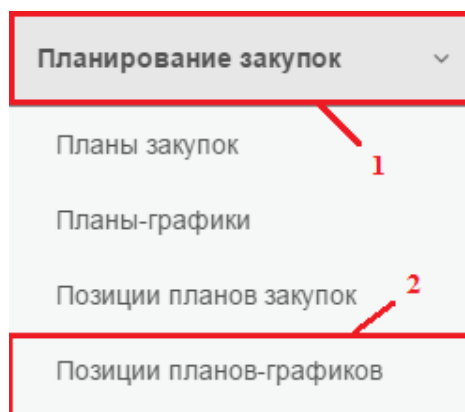 Планирование закупок
1
Планы закупок
Планы-графики
Позиции планов закупок
2
Позиции планов-графиков